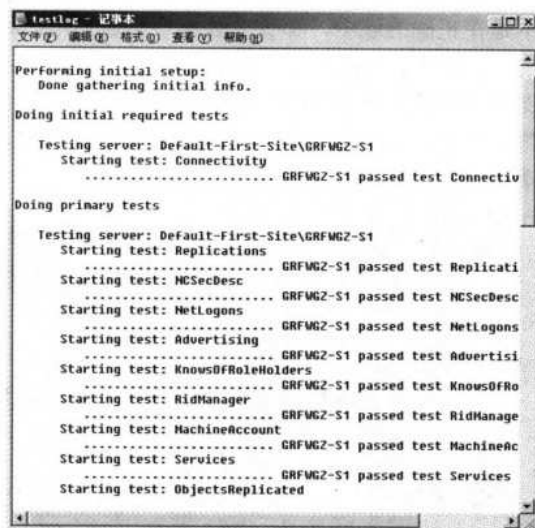 testlog - 记事本
文件(F) 编辑(E) 格式(O) 查看(V) 帮助(H)
Performing initial setup:
Done gathering initial info.
Doing initial required tests
Testing server: Default-First-Site\GRFWGZ-S1
Starting test: Connectivity
......................... GRFWGZ-S1 passed test Connectiv
Doing primary tests
Testing server: Default-First-Site\GRFWGZ-S1
Starting test: Replications
......................... GRFWGZ-S1 passed test Replicati
Starting test: NCSecDesc
......................... GRFWGZ-S1 passed test NCSecDesc
Starting test: NetLogons
......................... GRFWGZ-S1 passed test NetLogons
Starting test: Advertising
......................... GRFWGZ-S1 passed test Advertisi
Starting test: KnowsOfRoleHolders
......................... GRFWGZ-S1 passed test KnowsOfRo
Starting test: RidManager
......................... GRFWGZ-S1 passed test RidManage
Starting test: MachineAccount
......................... GRFWGZ-S1 passed test MachineAc
Starting test: Services
......................... GRFWGZ-S1 passed test Services
Starting test: ObjectsReplicated